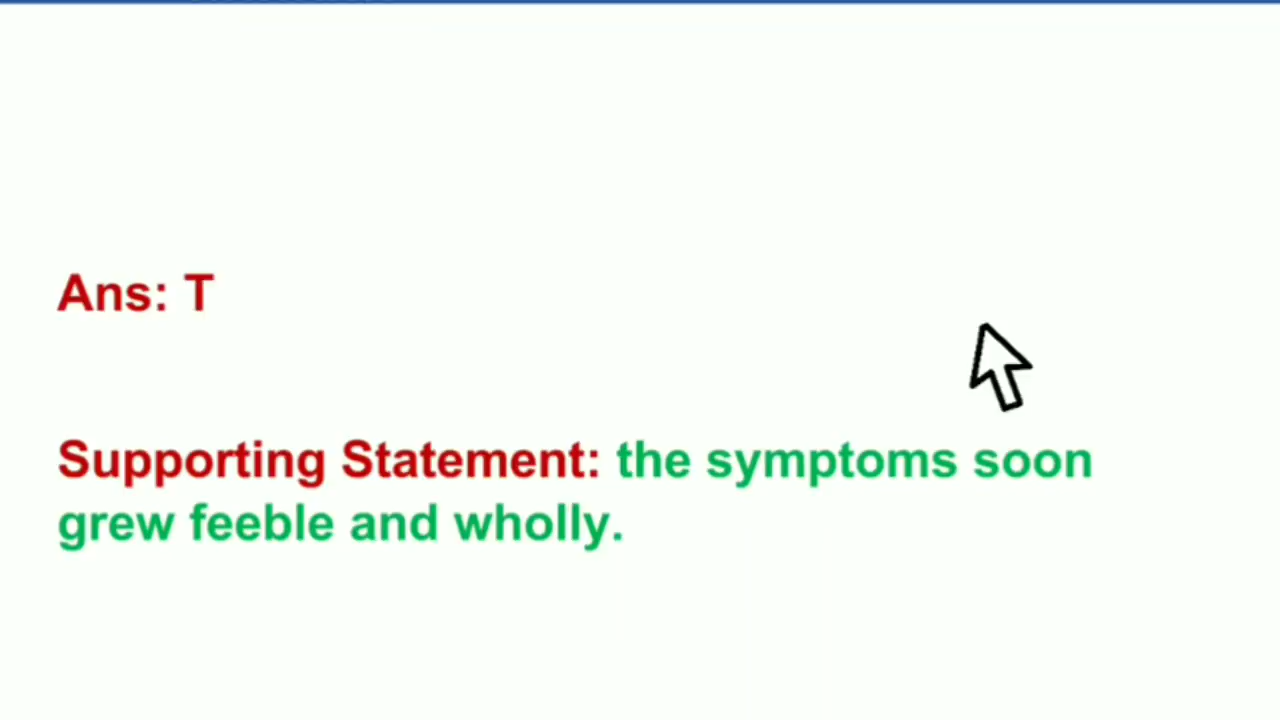 Ans: T
Supporting Statement: the symptoms soon
grew feeble and wholly.